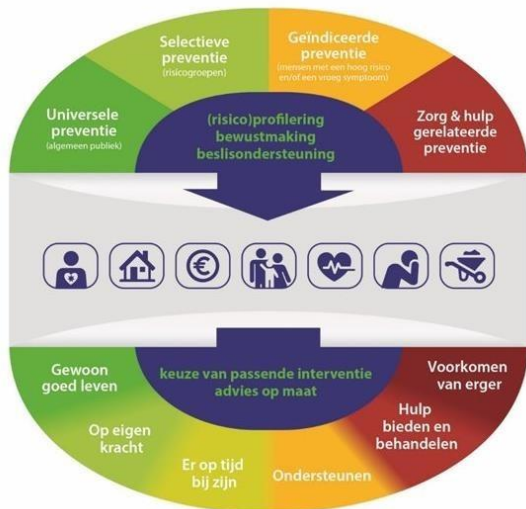 Universele
preventie
(algemeen publiek)
Selectieve
preventie
(risicogroepen)
Geïndiceerde
preventie
(mensen met een hoog risico
en/of een vroeg symptoom)
Zorg & hulp
gerelateerde
preventie
(risico)profilering
bewustmaking
beslisondersteuning
€
keuze van passende interventie
advies op maat
Gewoon
goed leven
Op eigen
kracht
Er op tijd
bij zijn
Ondersteunen
Hulp
bieden en
behandelen
Voorkomen
van erger